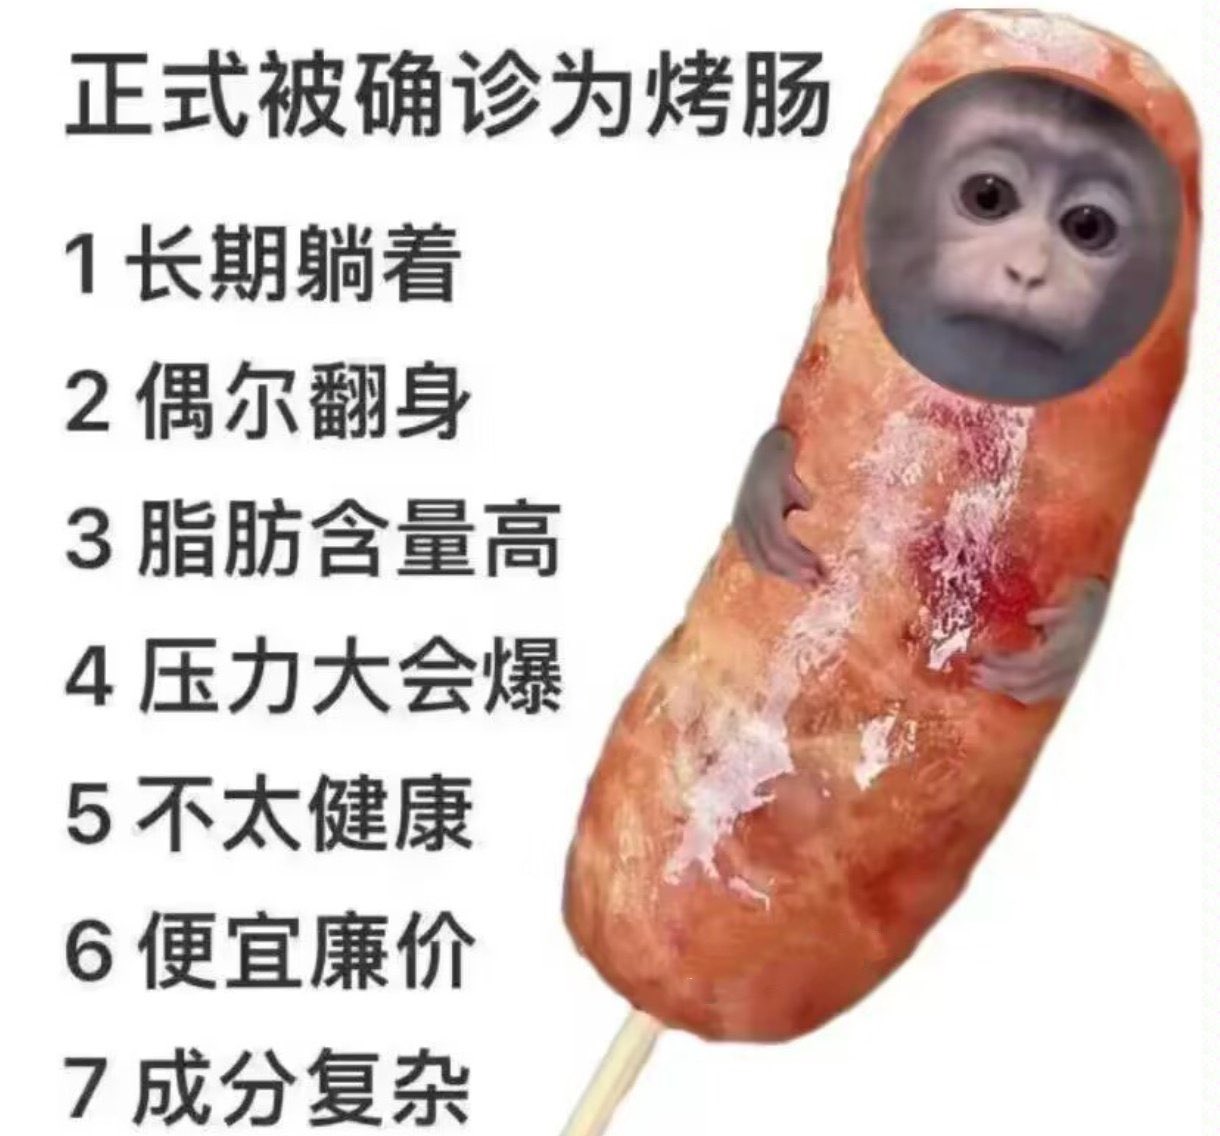 正式被确诊为烤肠
1 长期躺着
2 偶尔翻身
3 脂肪含量高
4 压力大会爆
5 不太健康
6 便宜廉价
7 成分复杂